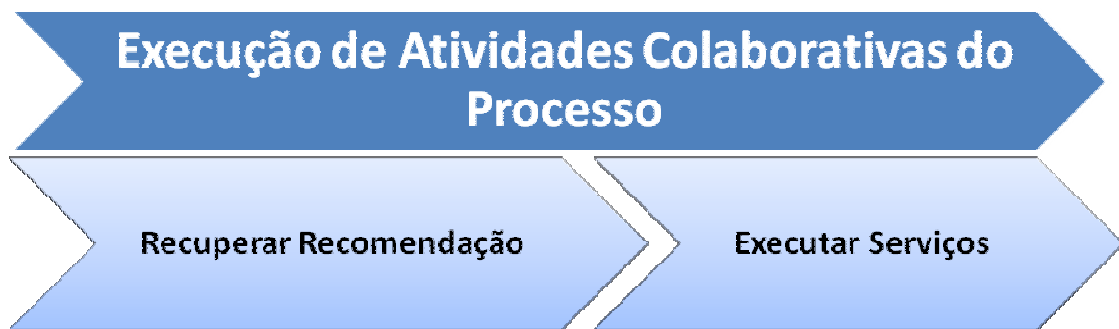 Execução de Atividades Colaborativas do
Processo
Recuperar Recomendação
Executar Serviços